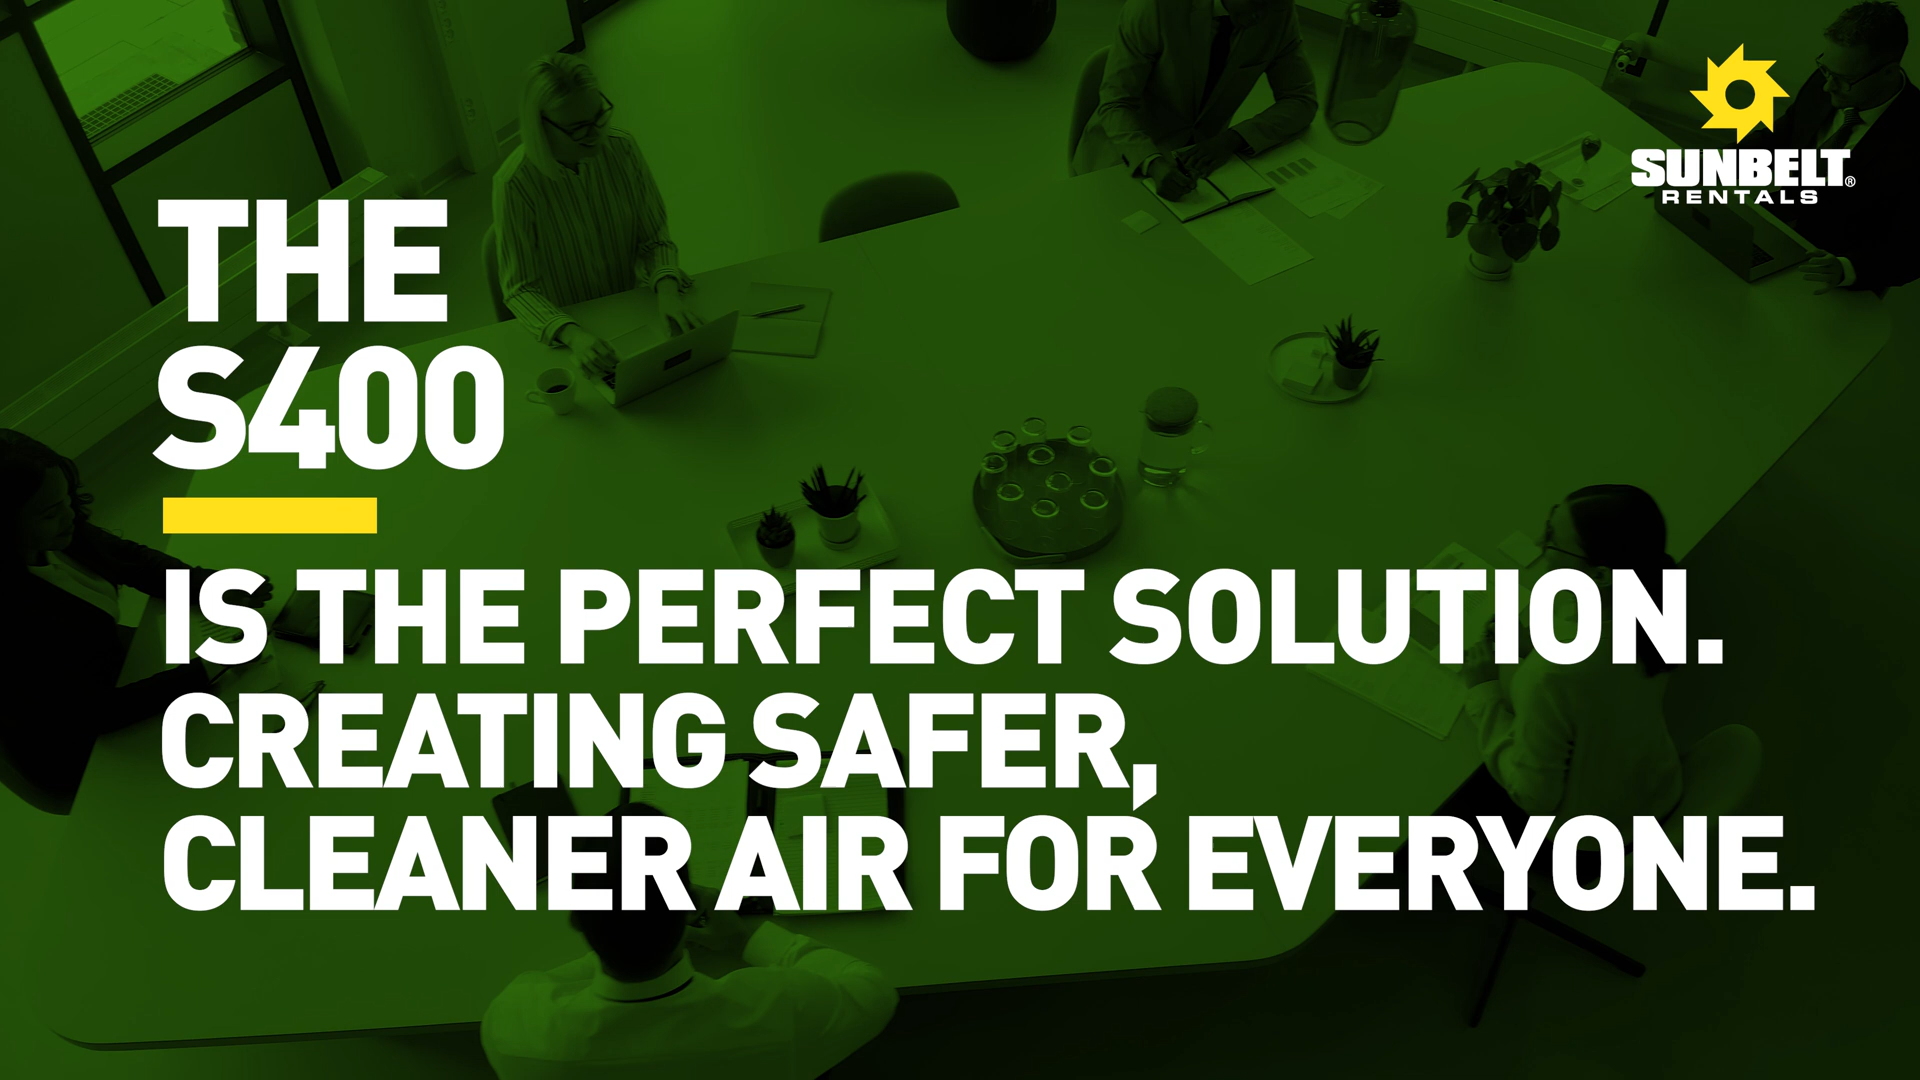 THE
S400
IS THE PERFECT SOLUTION.
CREATING SAFER,
CLEANER AIR FOR EVERYONE.
SUNBELT®
RENTALS